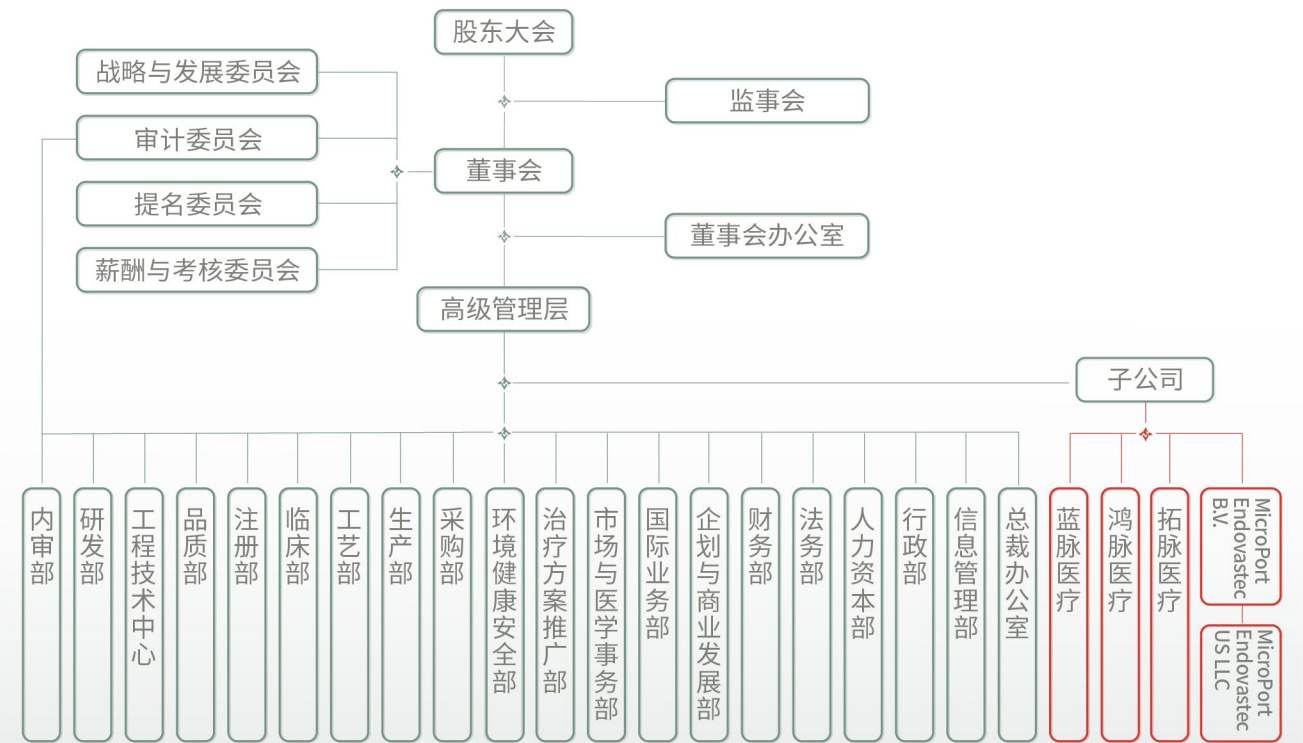 股东大会
战略与发展委员会
监事会
审计委员会
董事会
提名委员会
董事会办公室
薪酬与考核委员会
高级管理层
子公司
内审部
研发部
工程技术中心
品质部
注册部
临床部
工艺部
生产部
采购部
环境健康安全部
治疗方案推广部
市场与医学事务部
国际业务部
企划与商业发展部
财务部
法务部
人力资本部
行政部
信息管理部
总裁办公室
蓝脉医疗
鸿脉医疗
拓脉医疗
MicroPort
Endovastec
B.V.
MicroPort
Endovastec
US LLC